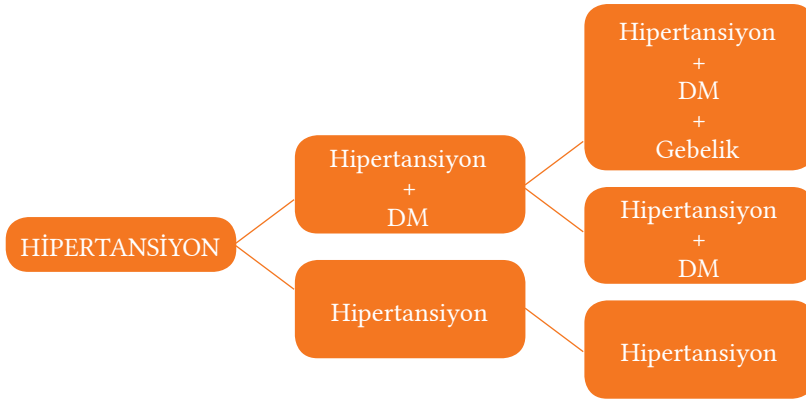 HİPERTANSİYON
Hipertansiyon
+
DM
Hipertansiyon
Hipertansiyon
+
DM
+
Gebelik
Hipertansiyon
+
DM
Hipertansiyon